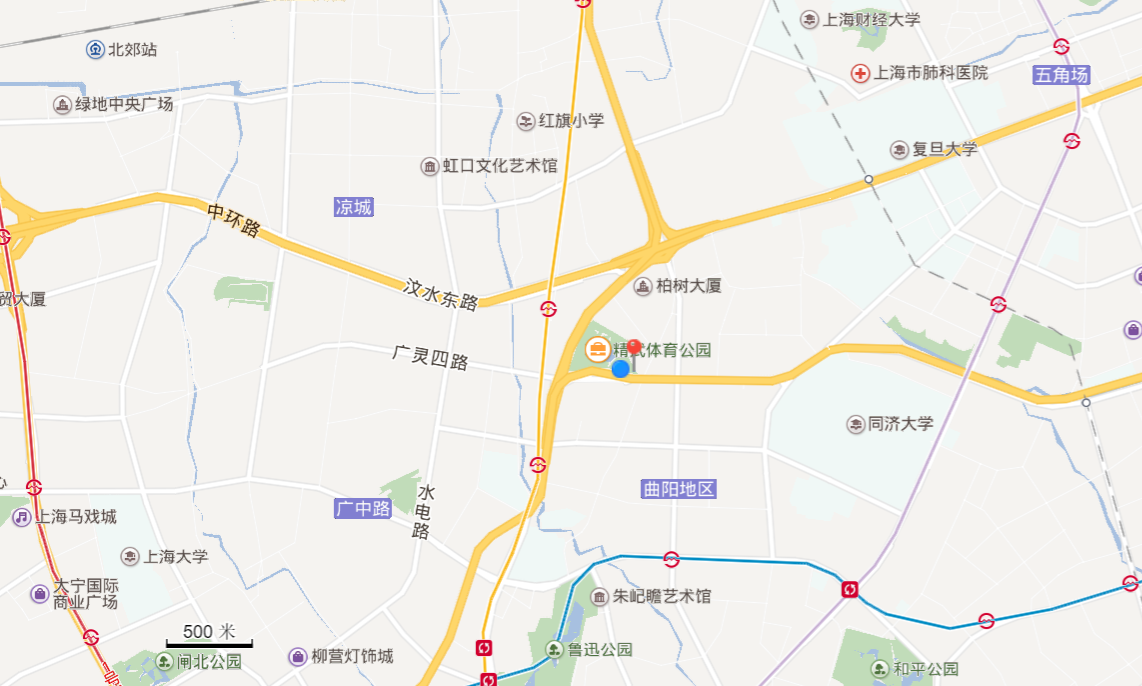 上海财经大学
北郊站
上海市肺科医院
五角场
绿地中央广场
红旗小学
复旦大学
虹口文化艺术馆
凉城
中环路
柏树大厦
汶水东路
贸大厦
广灵四路
精武体育公园
同济大学
心
曲阳地区
水电路
广中路
上海马戏城
上海大学
大宁国际
商业广场
朱屺瞻艺术馆
500 米
鲁迅公园
柳营灯饰城
闸北公园
和平公园